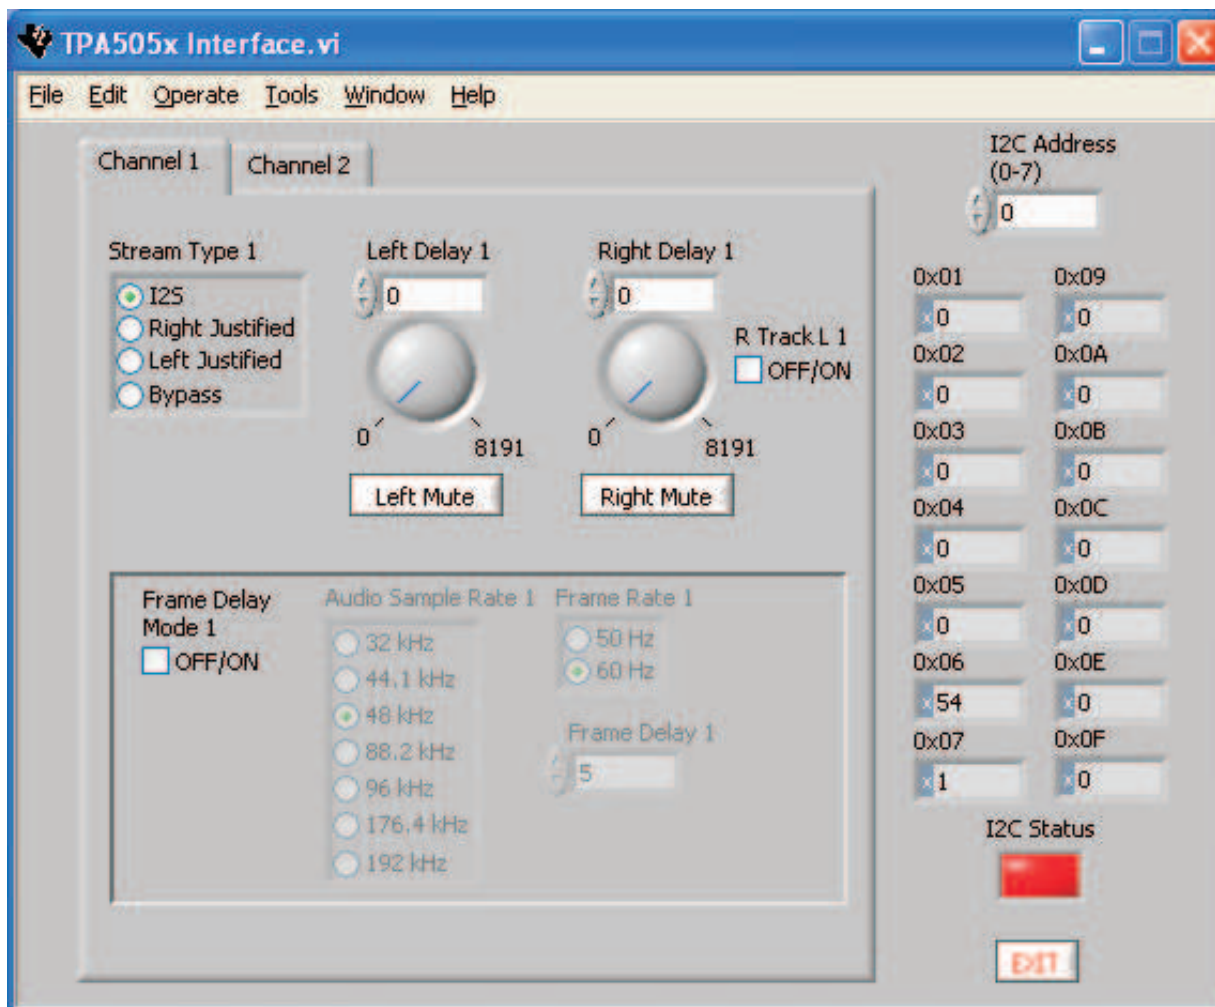 TPA505x Interface.vi
File Edit Operate Tools Window Help
Channel 1
Channel 2
Stream Type 1
I2S
Right Justified
Left Justified
Bypass
Left Delay 1
0
0
8191
Left Mute
Right Delay 1
0
0
8191
Right Mute
R Track L 1
OFF/ON
Frame Delay
Mode 1
OFF/ON
Audio Sample Rate 1
32 kHz
44.1 kHz
48 kHz
88.2 kHz
96 kHz
176.4 kHz
192 kHz
Frame Rate 1
50 Hz
60 Hz
Frame Delay 1
5
I2C Address
(0-7)
0
0x01 0x09
x 0 x 0
0x02 0x0A
x 0 x 0
0x03 0x0B
x 0 x 0
0x04 0x0C
x 0 x 0
0x05 0x0D
x 0 x 0
0x06 0x0E
x 54 x 0
0x07 0x0F
x 1 x 0
I2C Status
EXIT